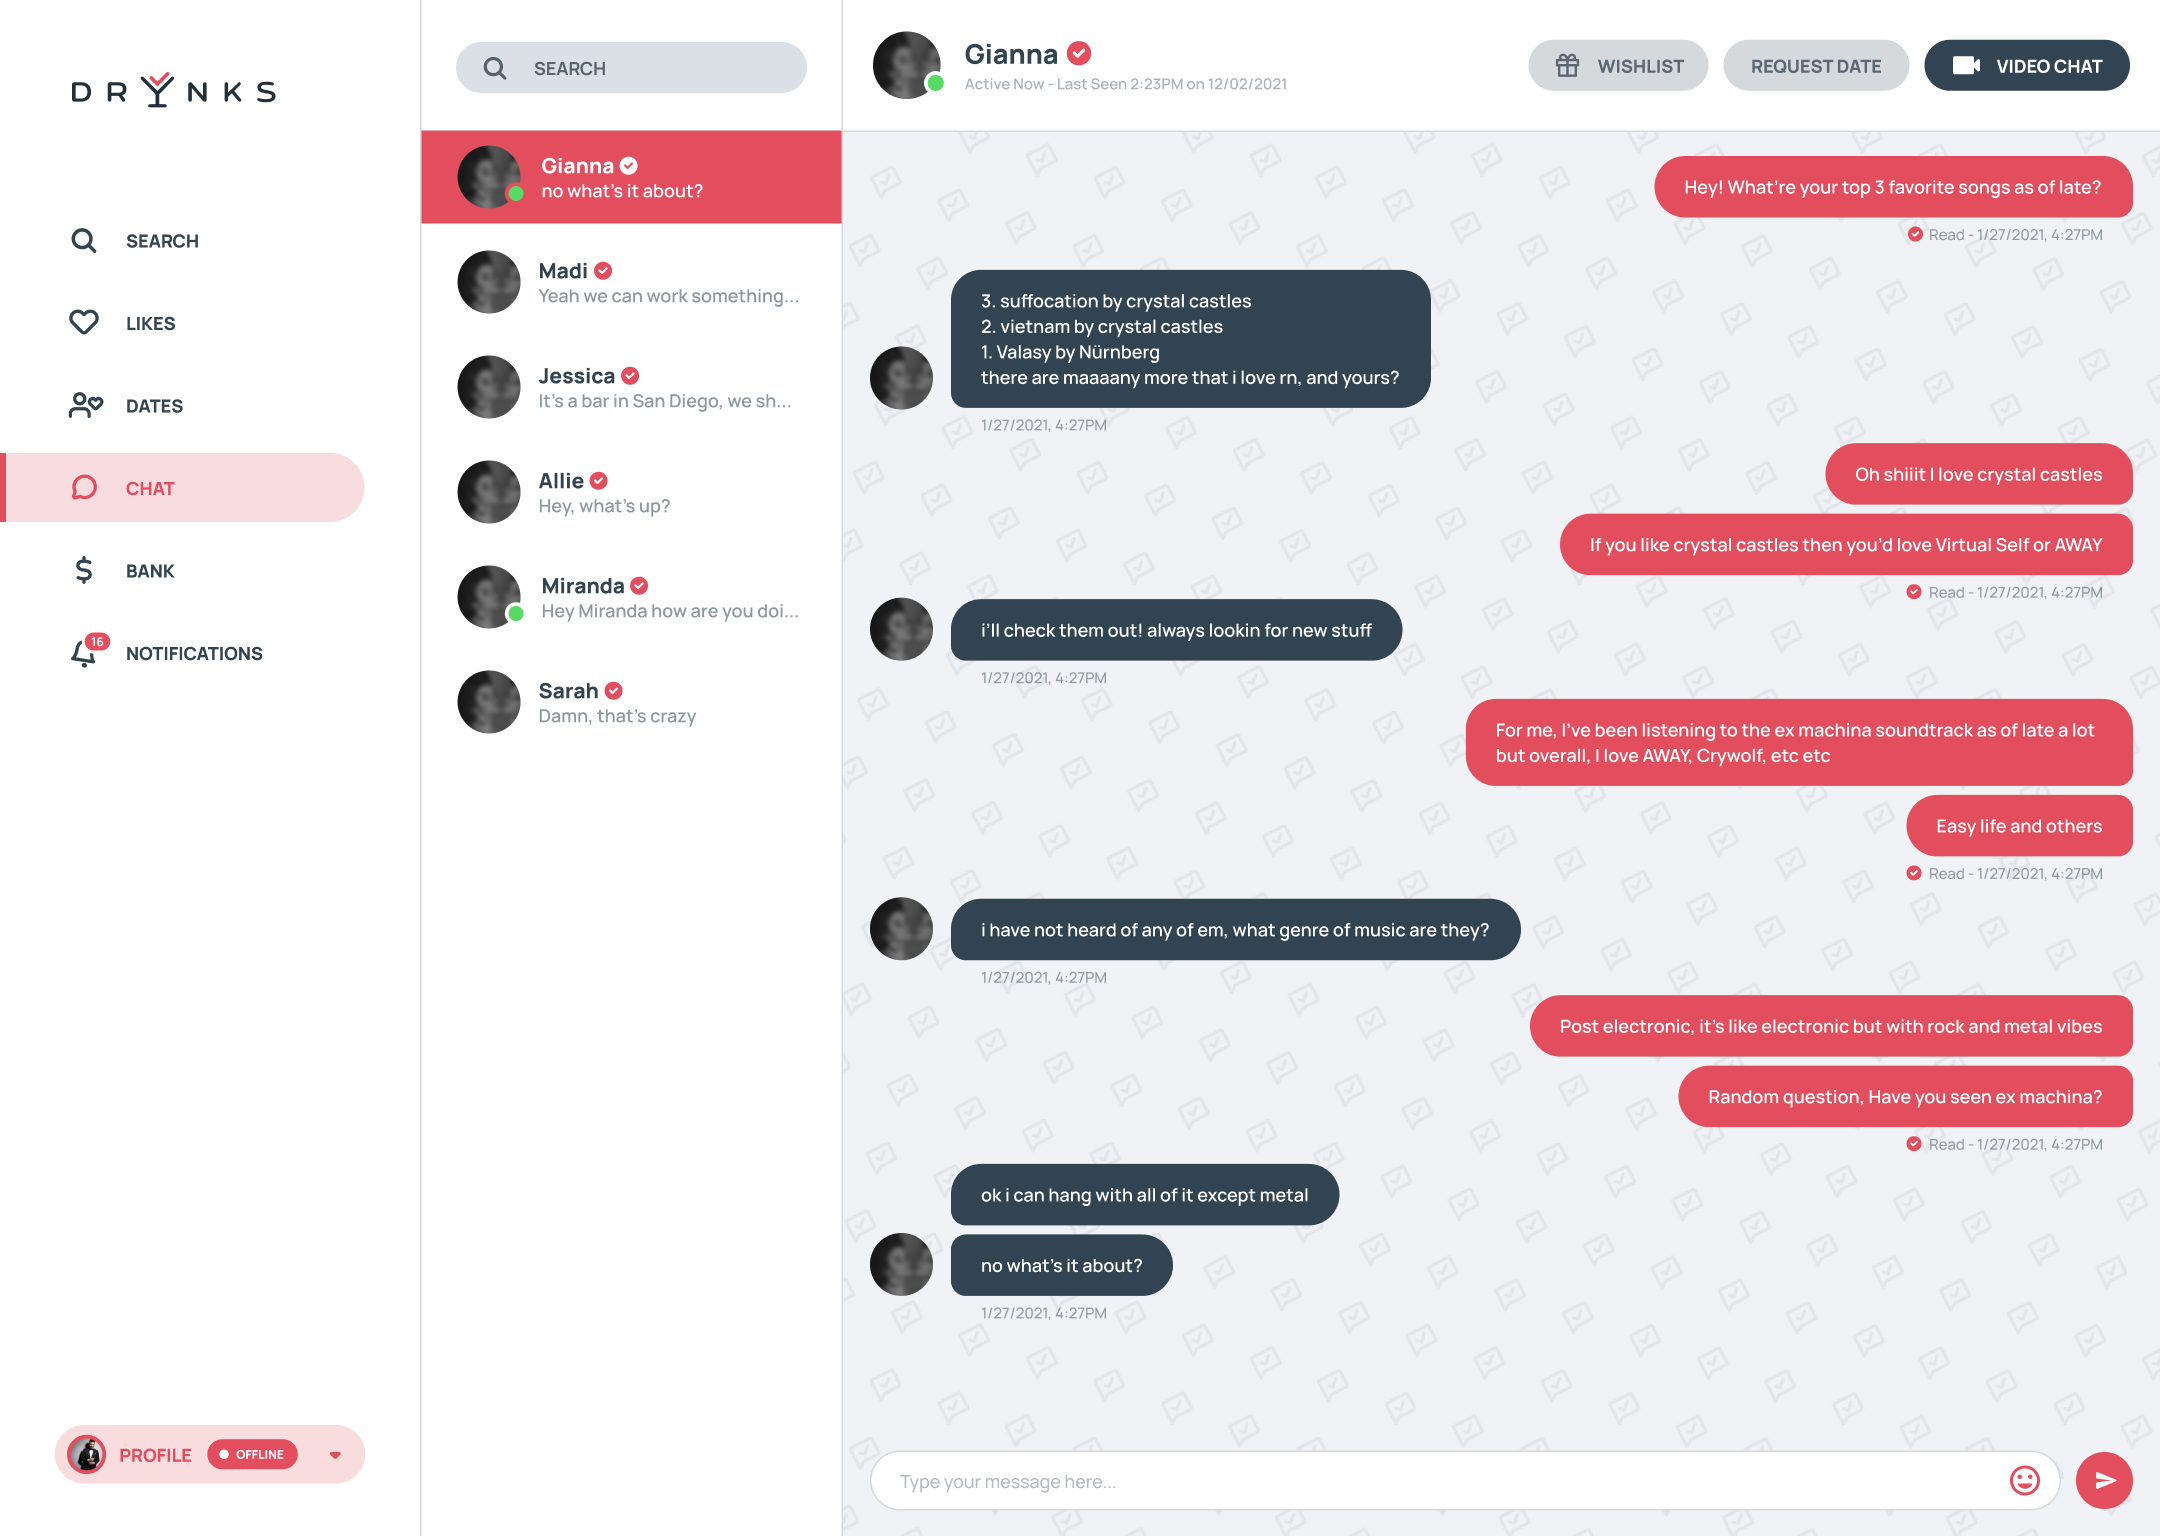 DRYNKS
SEARCH
LIKES
DATES
CHAT
BANK
16
NOTIFICATIONS
PROFILE
OFFLINE
SEARCH
Gianna
no what's it about?
Madi
Yeah we can work something...
Jessica
It's a bar in San Diego, we sh...
Allie
Hey, what's up?
Miranda
Hey Miranda how are you doi...
Sarah
Damn, that's crazy
Gianna
Active Now - Last Seen 2:23PM on 12/02/2021
WISHLIST
REQUEST DATE
VIDEO CHAT
Hey! What're your top 3 favorite songs as of late?
Read - 1/27/2021, 4:27PM
3. suffocation by crystal castles
2. vietnam by crystal castles
1. Valasy by Nürnberg
there are maaaany more that i love rn, and yours?
1/27/2021, 4:27PM
Oh shiiit I love crystal castles
If you like crystal castles then you'd love Virtual Self or AWAY
Read - 1/27/2021, 4:27PM
i'll check them out! always lookin for new stuff
1/27/2021, 4:27PM
For me, I've been listening to the ex machina soundtrack as of late a lot
but overall, I love AWAY, Crywolf, etc etc
Easy life and others
Read - 1/27/2021, 4:27PM
i have not heard of any of em, what genre of music are they?
1/27/2021, 4:27PM
Post electronic, it's like electronic but with rock and metal vibes
Random question, Have you seen ex machina?
Read - 1/27/2021, 4:27PM
ok i can hang with all of it except metal
no what's it about?
1/27/2021, 4:27PM
Type your message here...